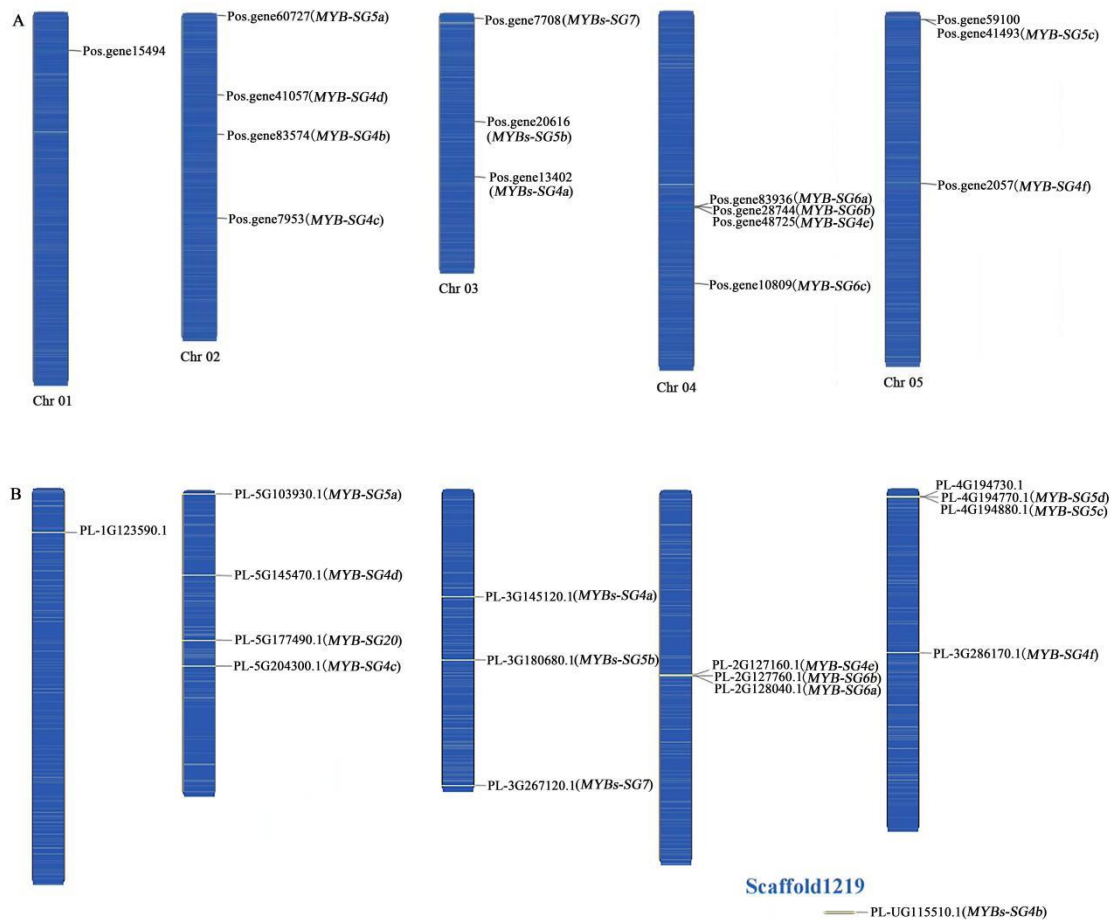 A
Pos.gene15494
Chr 01
Pos.gene60727(MYB-SG5a)
Pos.gene41057(MYB-SG4d)
Pos.gene83574(MYB-SG4b)
Pos.gene7953(MYB-SG4c)
Chr 02
Pos.gene7708(MYBs-SG7)
Pos.gene20616
(MYBs-SG5b)
Pos.gene13402
(MYBs-SG4a)
Chr 03
Pos.gene83936(MYB-SG6a)
Pos.gene28744(MYB-SG6b)
Pos.gene48725(MYB-SG4e)
Pos.gene10809(MYB-SG6c)
Chr 04
Pos.gene59100
Pos.gene41493(MYB-SG5c)
Pos.gene2057(MYB-SG4f)
Chr 05
B
PL-1G123590.1
PL-5G103930.1(MYB-SG5a)
PL-5G145470.1(MYB-SG4d)
PL-5G177490.1(MYB-SG20)
PL-5G204300.1(MYB-SG4c)
PL-3G145120.1(MYBs-SG4a)
PL-3G180680.1(MYBs-SG5b)
PL-3G267120.1(MYBs-SG7)
PL-2G127160.1(MYB-SG4e)
PL-2G127760.1(MYB-SG6b)
PL-2G128040.1(MYB-SG6a)
PL-4G194730.1
PL-4G194770.1(MYB-SG5d)
PL-4G194880.1(MYB-SG5c)
PL-3G286170.1(MYB-SG4f)
Scaffold1219
PL-UG115510.1(MYBs-SG4b)